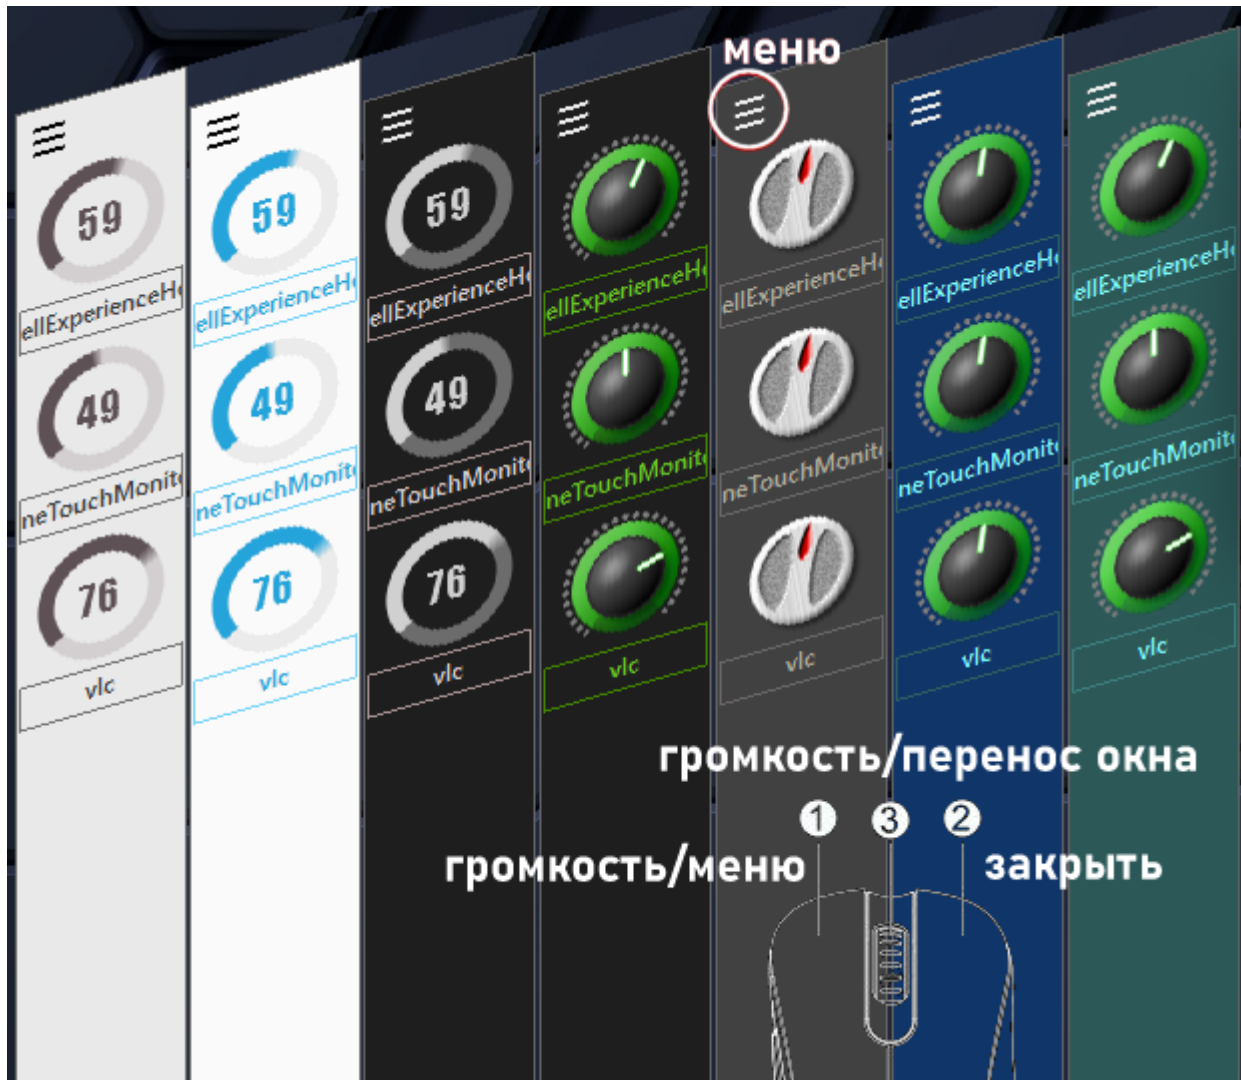 меню
59
59
59
ellExperienceH
ellExperienceH
ellExperienceH
ellExperienceH
ellExperienceH
ellExperienceH
ellExperienceH
49
49
49
neTouchMonit
neTouchMonit
neTouchMonit
neTouchMonit
neTouchMonit
neTouchMonit
neTouchMonit
76
76
76
vlc
vlc
vlc
vlc
vlc
vlc
vlc
громкость/перенос окна
1 3 2
громкость/меню
закрыть